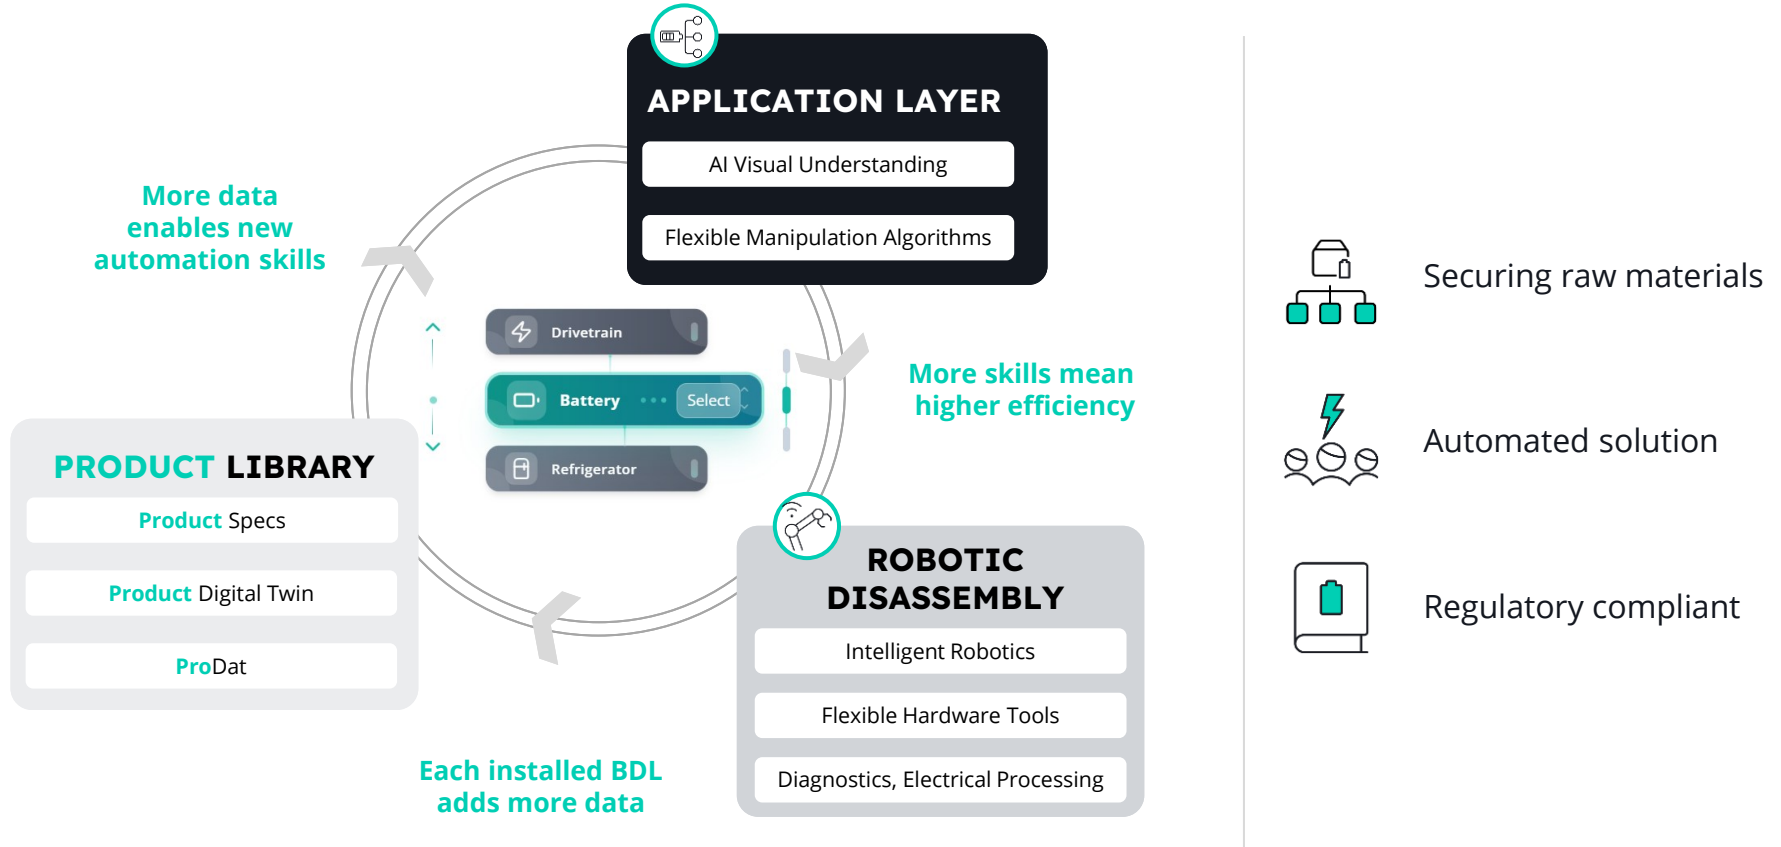 APPLICATION LAYER
AI Visual Understanding
Flexible Manipulation Algorithms
More data
enables new
automation skills
Drivetrain
Battery
Select
Refrigerator
More skills mean
higher efficiency
PRODUCT LIBRARY
Product Specs
Product Digital Twin
ProDat
ROBOTIC
DISASSEMBLY
Intelligent Robotics
Flexible Hardware Tools
Diagnostics, Electrical Processing
Each installed BDL
adds more data
Securing raw materials
Automated solution
Regulatory compliant